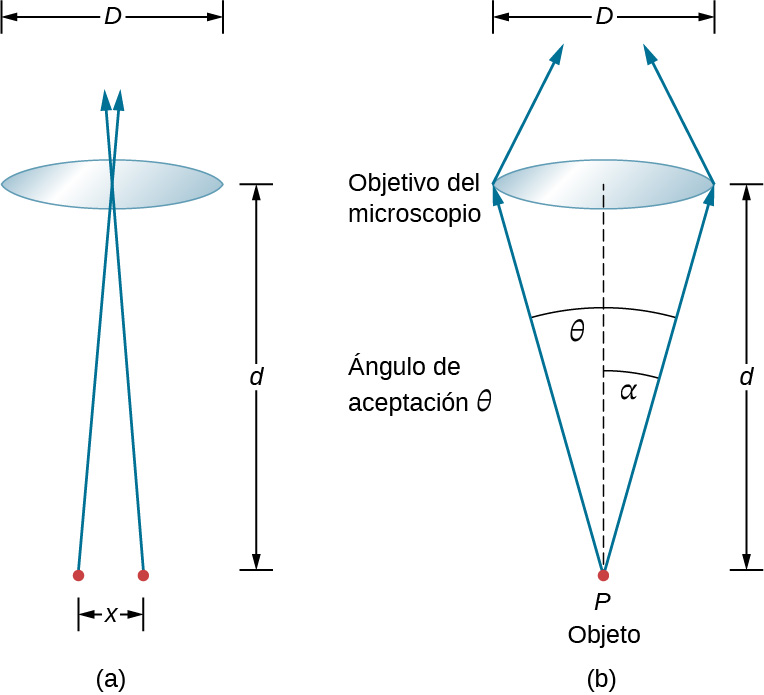 D
D
Objetivo del
microscopio
θ
Ángulo de
aceptación θ
d
α
d
x
P
Objeto
(a)
(b)